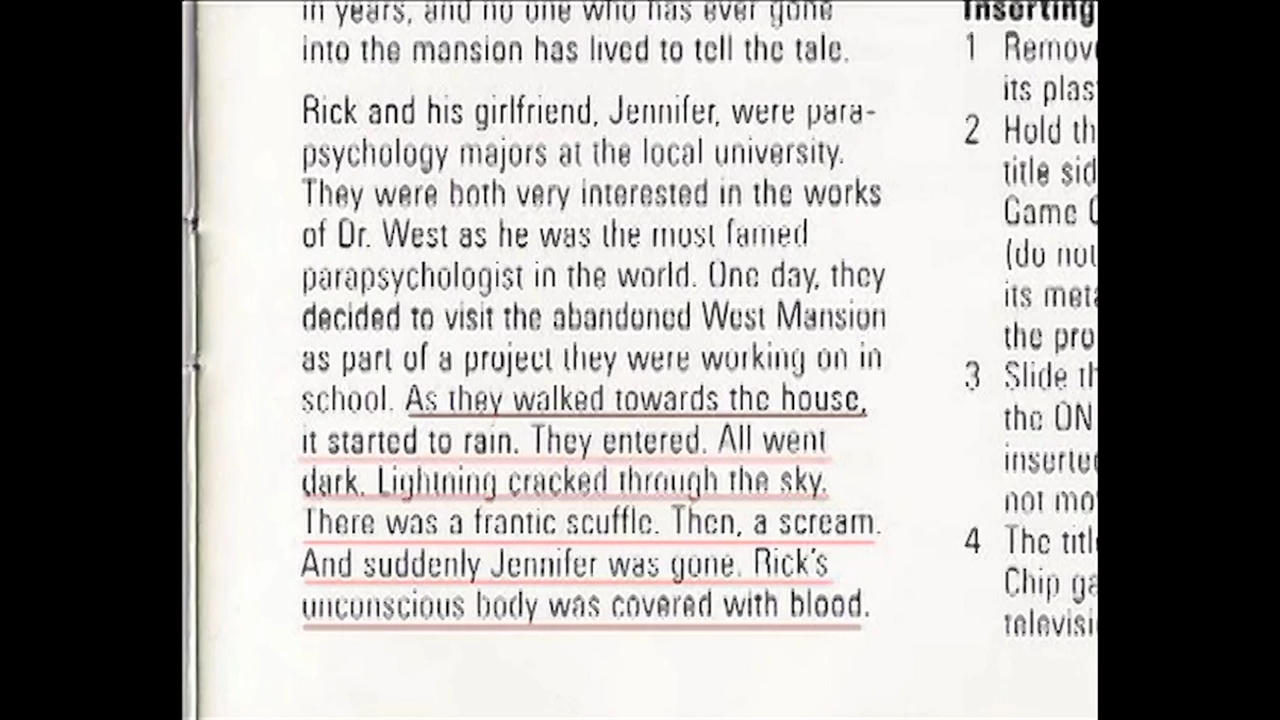 in years, and no one who has ever gone
into the mansion has lived to tell the tale.
Rick and his girlfriend, Jennifer, were para-
psychology majors at the local university.
They were both very interested in the works
of Dr. West as he was the most famed
parapsychologist in the world. One day, they
decided to visit the abandoned West Mansion
as part of a project they were working on in
school. As they walked towards the house,
it started to rain. They entered. All went
dark. Lightning cracked through the sky.
There was a frantic scuffle. Then, a scream.
And suddenly Jennifer was gone. Rick's
unconscious body was covered with blood.
Inserting
1 Remove
its plas
2 Hold th
title sid
Game C
(do not
its meta
the pro
3 Slide th
the ON
inserted
not mo
4 The titl
Chip ga
televisi